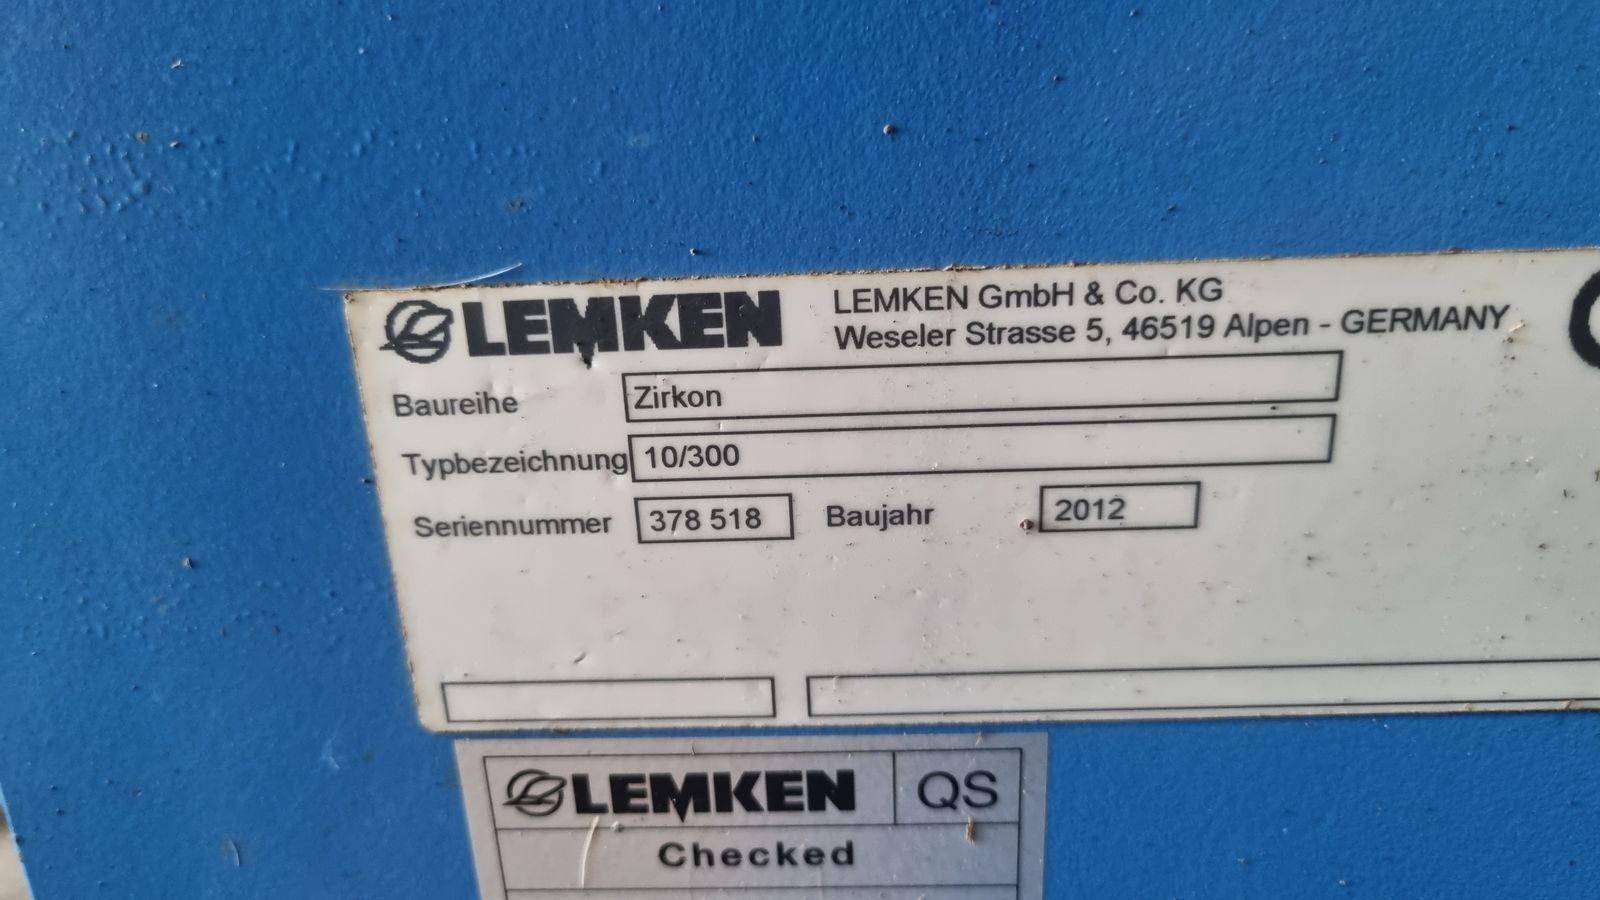 LEMKEN
LEMKEN GmbH & Co. KG
Weseler Strasse 5, 46519 Alpen - GERMANY
Baureihe Zirkon
Typbezeichnung 10/300
Seriennummer 378 518 Baujahr 2012
LEMKEN QS
Checked